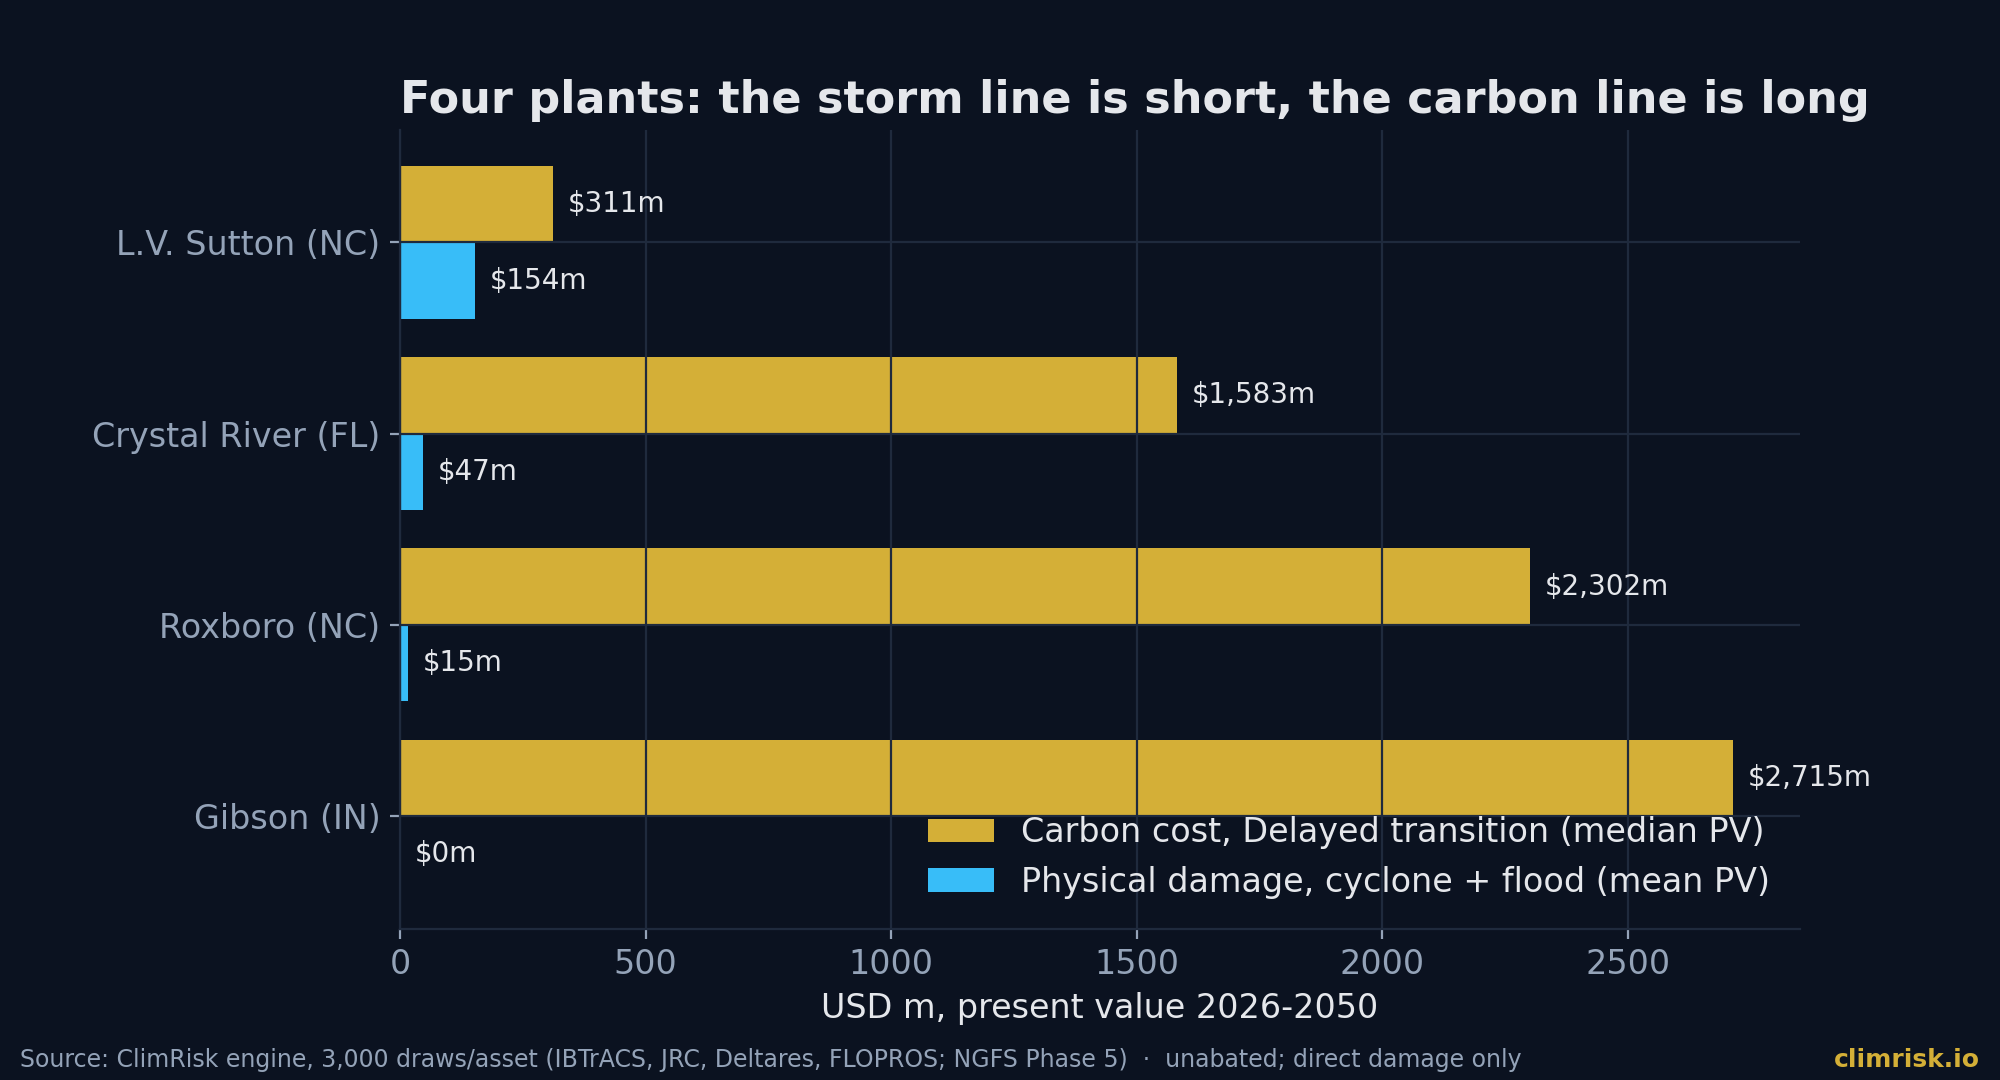 Four plants: the storm line is short, the carbon line is long
L.V. Sutton (NC)
$311m
$154m
Crystal River (FL)
$1,583m
$47m
Roxboro (NC)
$2,302m
$15m
Gibson (IN)
$2,715m
$0m
Carbon cost, Delayed transition (median PV)
Physical damage, cyclone + flood (mean PV)
0 500 1000 1500 2000 2500
USD m, present value 2026-2050
Source: ClimRisk engine, 3,000 draws/asset (IBTrACS, JRC, Deltares, FLOPROS; NGFS Phase 5) · unabated; direct damage only
climrisk.io